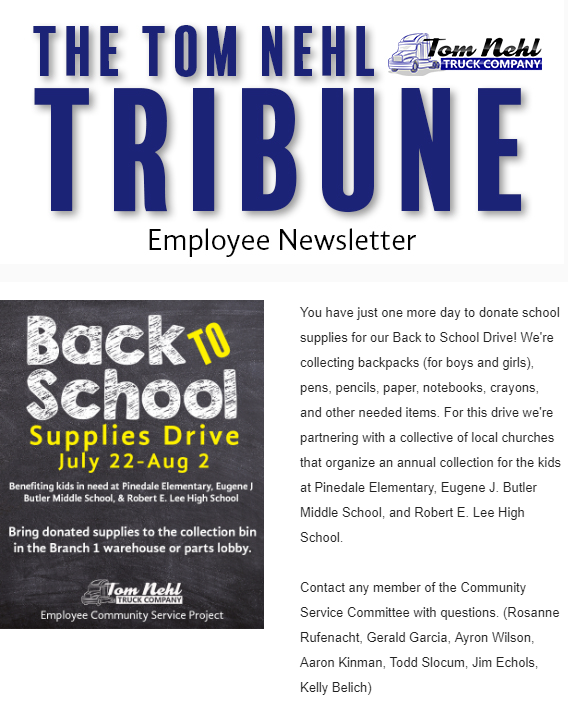 THE TOM NEHL
Tom Nehl
TRUCK COMPANY
TRIBUNE
Employee Newsletter
Back TO
School
Supplies Drive
July 22-Aug 2
Benefiting kids in need at Pinedale Elementary, Eugene J
Butler Middle School, & Robert E. Lee High School
Bring donated supplies to the collection bin
in the Branch 1 warehouse or parts lobby.
Tom Nehl
TRUCK COMPANY
Employee Community Service Project
You have just one more day to donate school
supplies for our Back to School Drive! We're
collecting backpacks (for boys and girls),
pens, pencils, paper, notebooks, crayons,
and other needed items. For this drive we're
partnering with a collective of local churches
that organize an annual collection for the kids
at Pinedale Elementary, Eugene J. Butler
Middle School, and Robert E. Lee High
School.
Contact any member of the Community
Service Committee with questions. (Rosanne
Rufenacht, Gerald Garcia, Ayron Wilson,
Aaron Kinman, Todd Slocum, Jim Echols,
Kelly Belich)